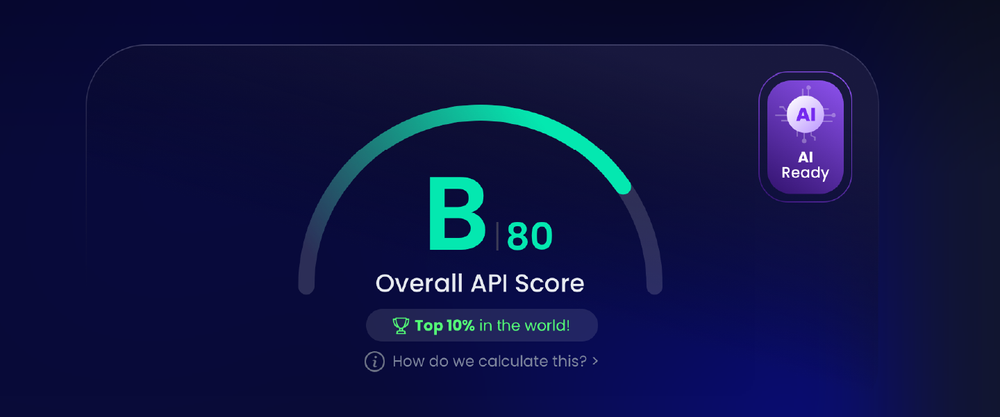 AI
AI
Ready
B 80
Overall API Score
Top 10% in the world!
How do we calculate this? >